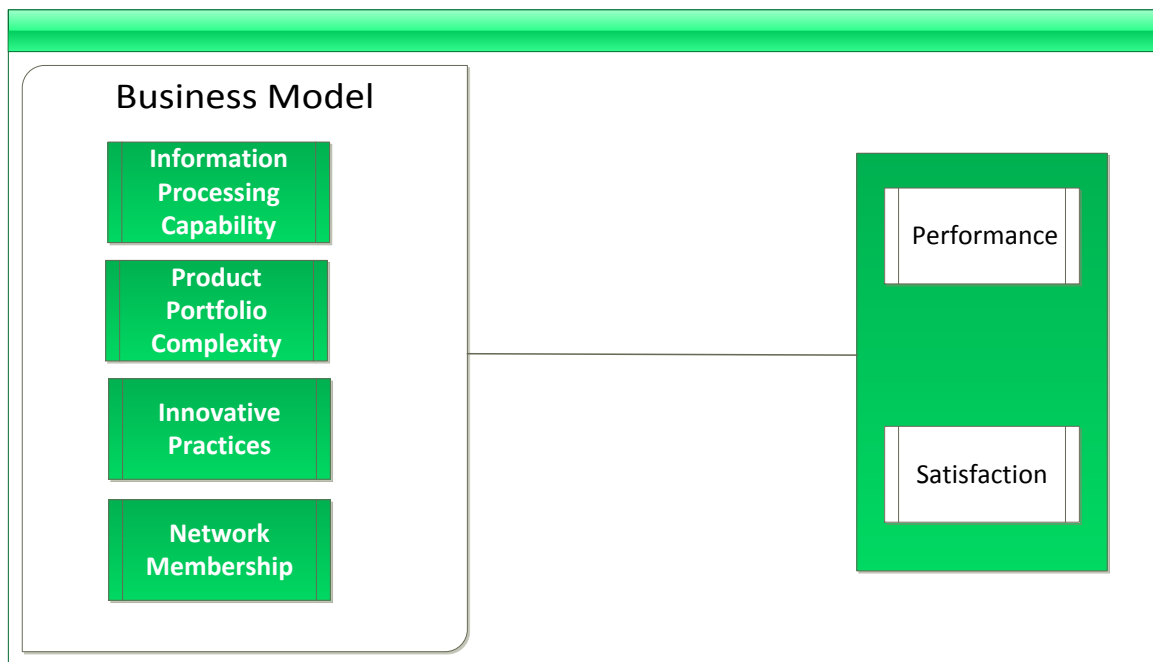 Business Model
Information
Processing
Capability
Product
Portfolio
Complexity
Innovative
Practices
Network
Membership
Performance
Satisfaction